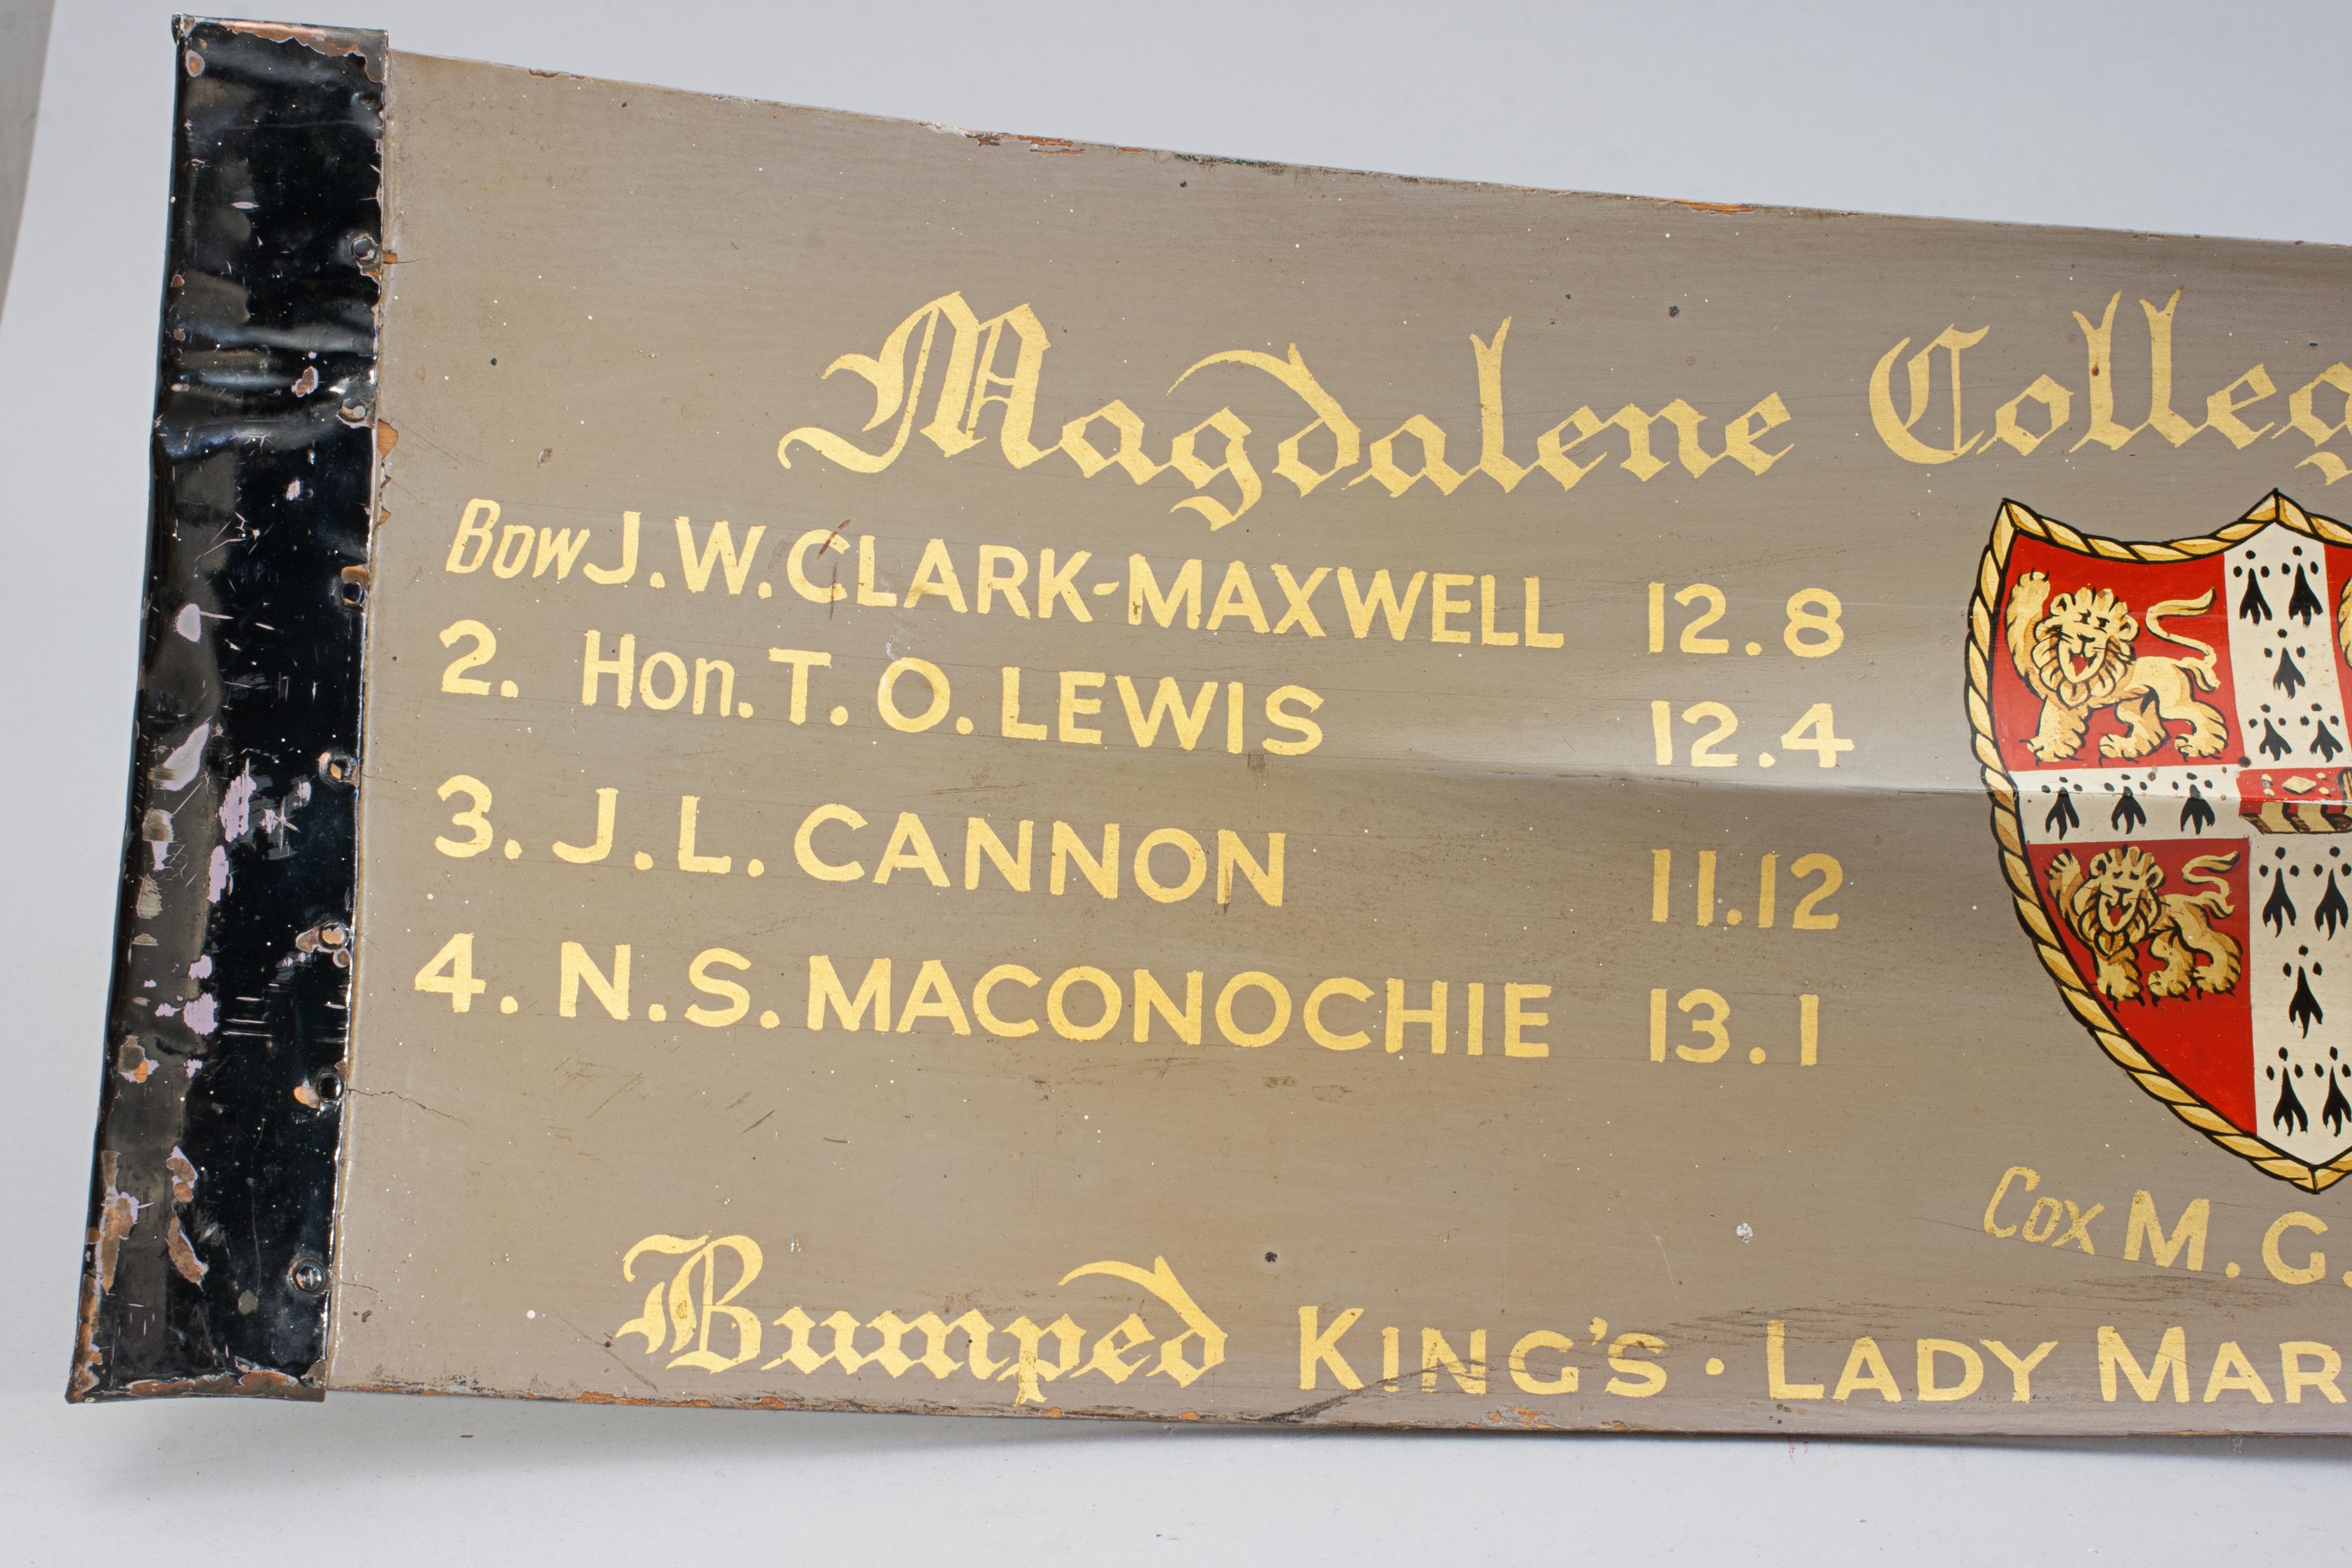 Magdalene Colleg
Bow J. W. CLARK-MAXWELL 12.8
2. Hon. T. O. LEWIS 12.4
3. J. L. CANNON 11.12
4. N. S. MACONOCHIE 13.1
Cox M. G.
Bumped KING'S · LADY MAR